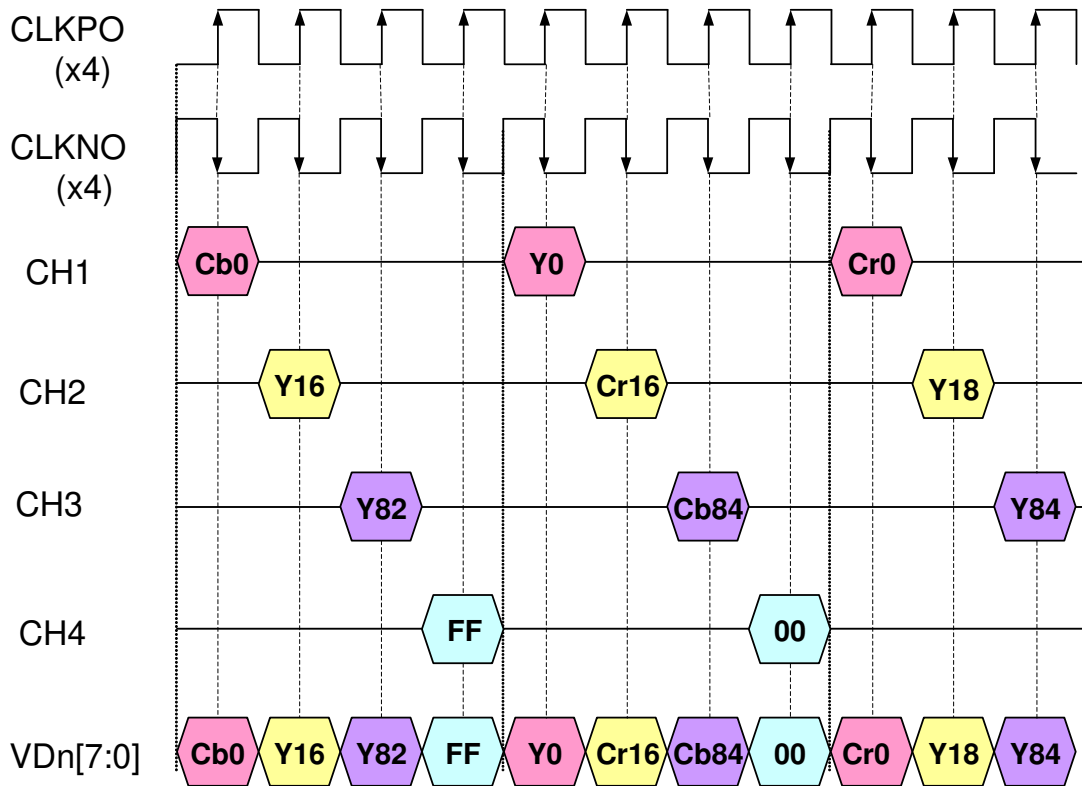 CLKPO
(x4)
CLKNO
(x4)
CH1 Cb0 Y0 Cr0
CH2 Y16 Cr16 Y18
CH3 Y82 Cb84 Y84
CH4 FF 00
VDn[7:0] Cb0 Y16 Y82 FF Y0 Cr16 Cb84 00 Cr0 Y18 Y84